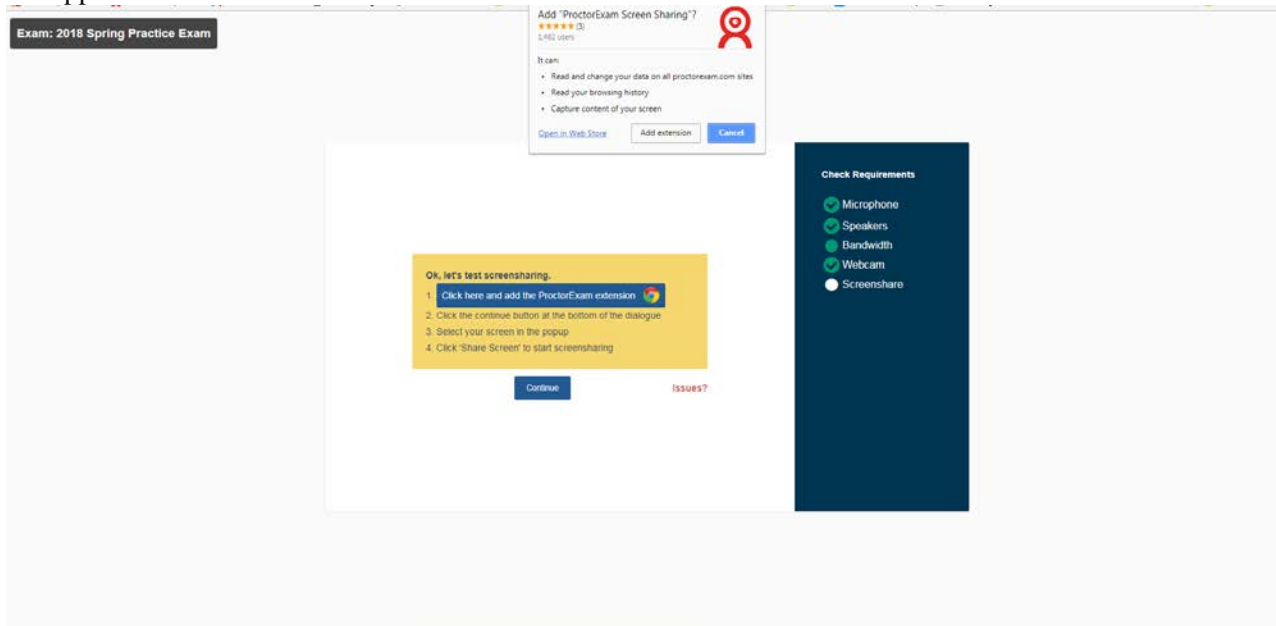 Exam: 2018 Spring Practice Exam
Add "ProctorExam Screen Sharing"?
(3)
1,482 users
It can:
• Read and change your data on all proctorexam.com sites
• Read your browsing history
• Capture content of your screen
Open in Web Store
Add extension
Cancel
Ok, let's test screensharing.
1. Click here and add the ProctorExam extension
2. Click the continue button at the bottom of the dialogue
3. Select your screen in the popup
4. Click 'Share Screen' to start screensharing
Continue
Issues?
Check Requirements
Microphone
Speakers
Bandwidth
Webcam
Screenshare